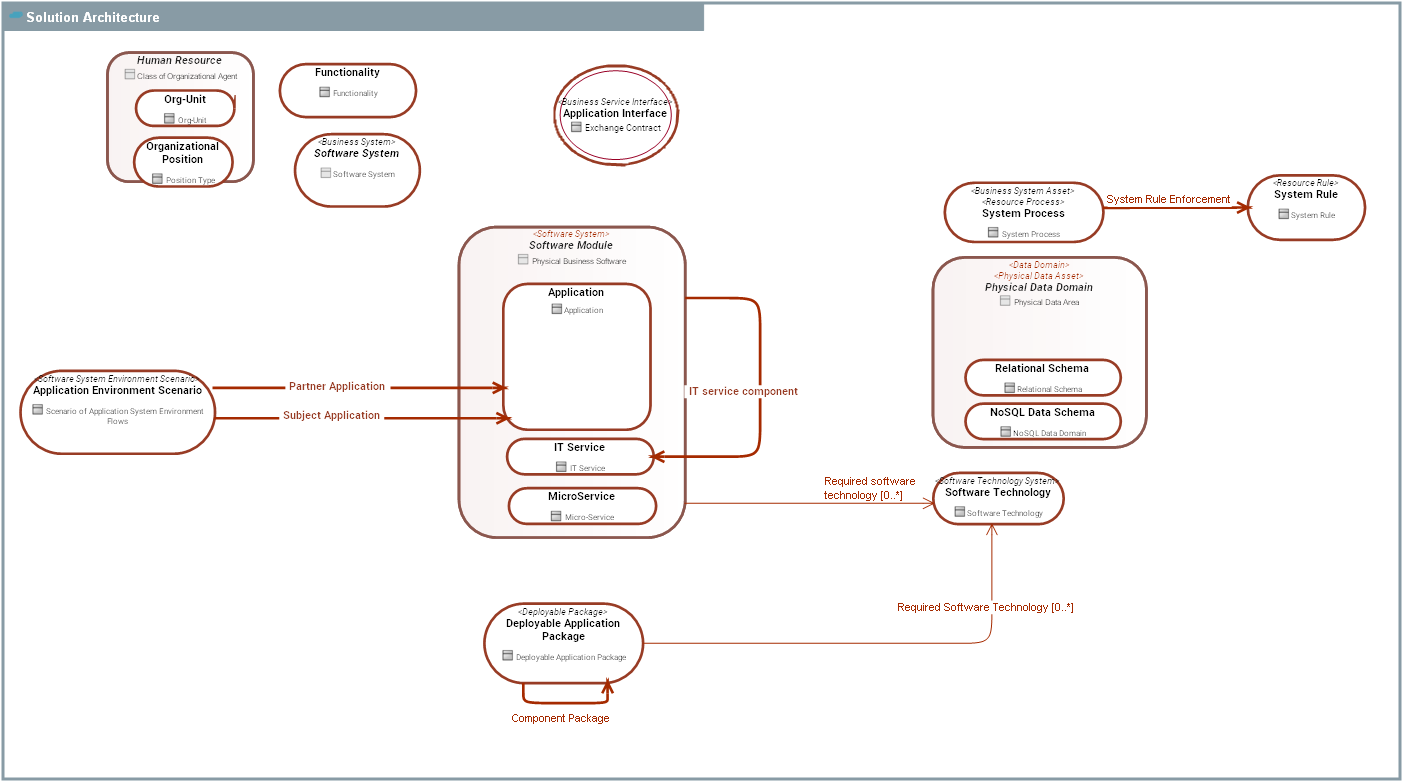 Solution Architecture
Human Resource
Class of Organizational Agent
Org-Unit
Org-Unit
Organizational
Position
Position Type
Functionality
Functionality
<Business System>
Software System
Software System
<Business Service Interface>
Application Interface
Exchange Contract
<Business System Asset>
<Resource Process>
System Process
System Process
System Rule Enforcement
<Resource Rule>
System Rule
System Rule
<Software System>
Software Module
Physical Business Software
Application
Application
IT Service
IT Service
MicroService
Micro-Service
IT service component
<Data Domain>
<Physical Data Asset>
Physical Data Domain
Physical Data Area
Relational Schema
Relational Schema
NoSQL Data Schema
NoSQL Data Domain
<Software System Environment Scenario>
Application Environment Scenario
Scenario of Application System Environment
Flows
Partner Application
Subject Application
Required software
technology [0..*]
<Software Technology System>
Software Technology
Software Technology
Required Software Technology [0..*]
<Deployable Package>
Deployable Application
Package
Deployable Application Package
Component Package